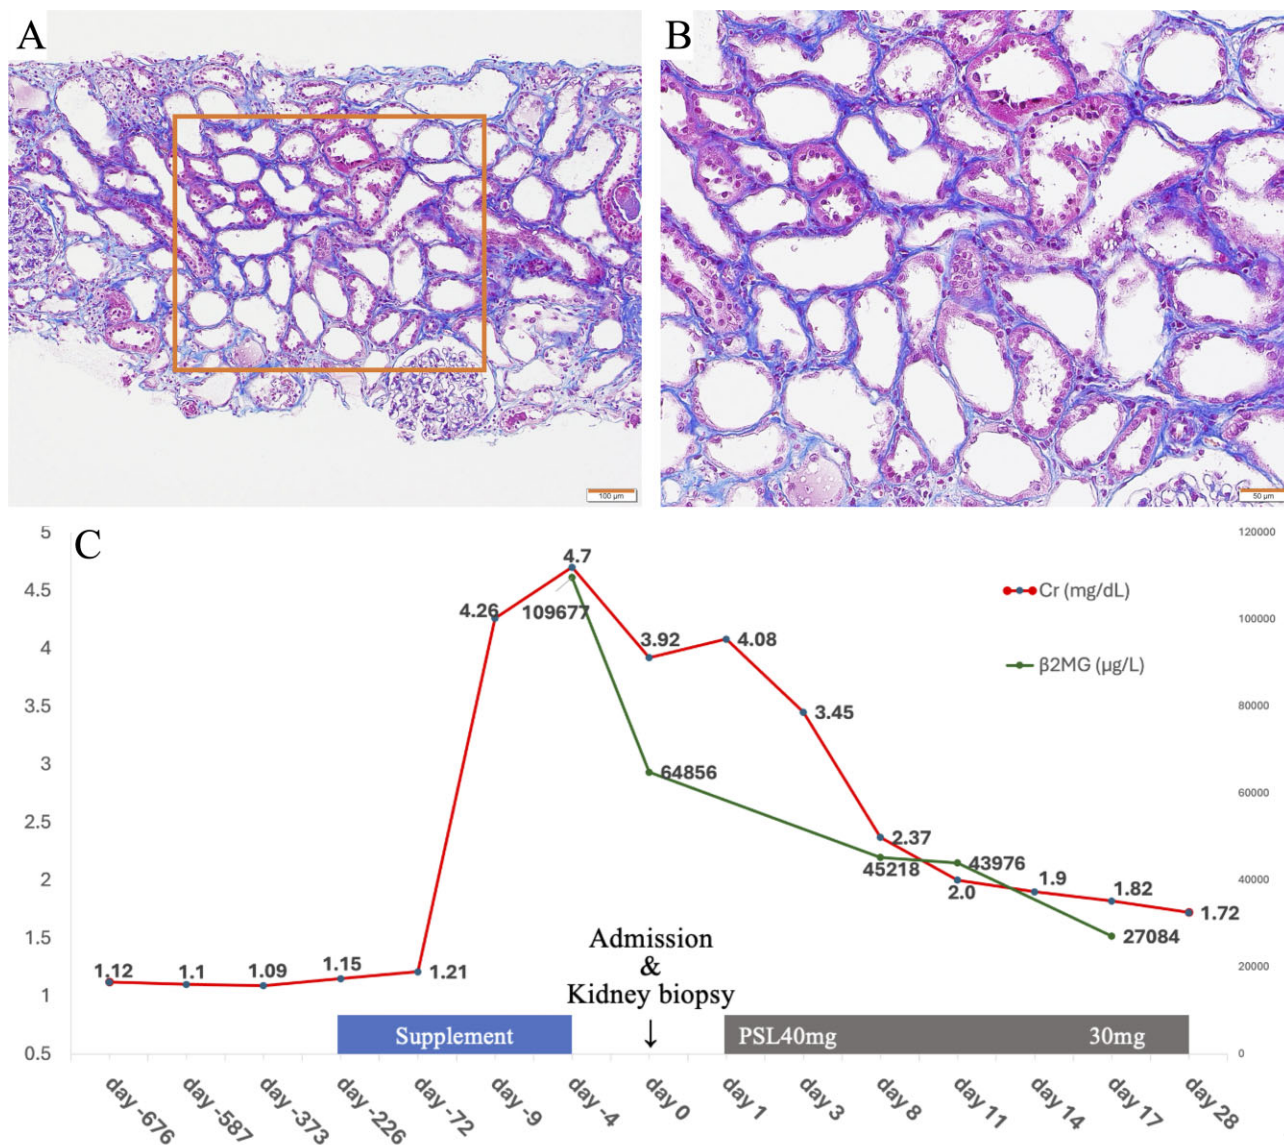 A
B
100 µm
50 µm
C
5
4.5
4
3.5
3
2.5
2
1.5
1
0.5
120000
100000
80000
60000
40000
20000
0
Cr (mg/dL)
β2MG (µg/L)
1.12
1.1
1.09
1.15
1.21
4.26
4.7
3.92
4.08
3.45
2.37
2.0
1.9
1.82
1.72
109677
64856
45218
43976
27084
Admission
&
Kidney biopsy
↓
Supplement
PSL40mg
30mg
day -676
day -587
day -373
day -226
day -72
day -9
day -4
day 0
day 1
day 3
day 8
day 11
day 14
day 17
day 28